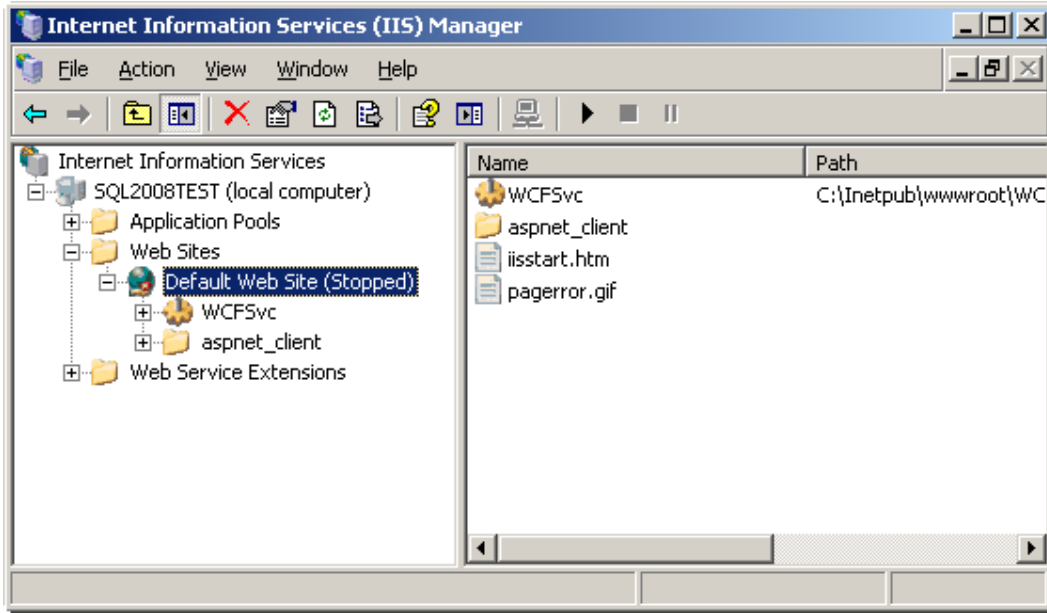 Internet Information Services (IIS) Manager
File Action View Window Help
Internet Information Services
SQL2008TEST (local computer)
Application Pools
Web Sites
Default Web Site (Stopped)
WCFSvc
aspnet_client
Web Service Extensions
Name Path
WCFSvc C:\Inetpub\wwwroot\WC
aspnet_client
iisstart.htm
pagerror.gif